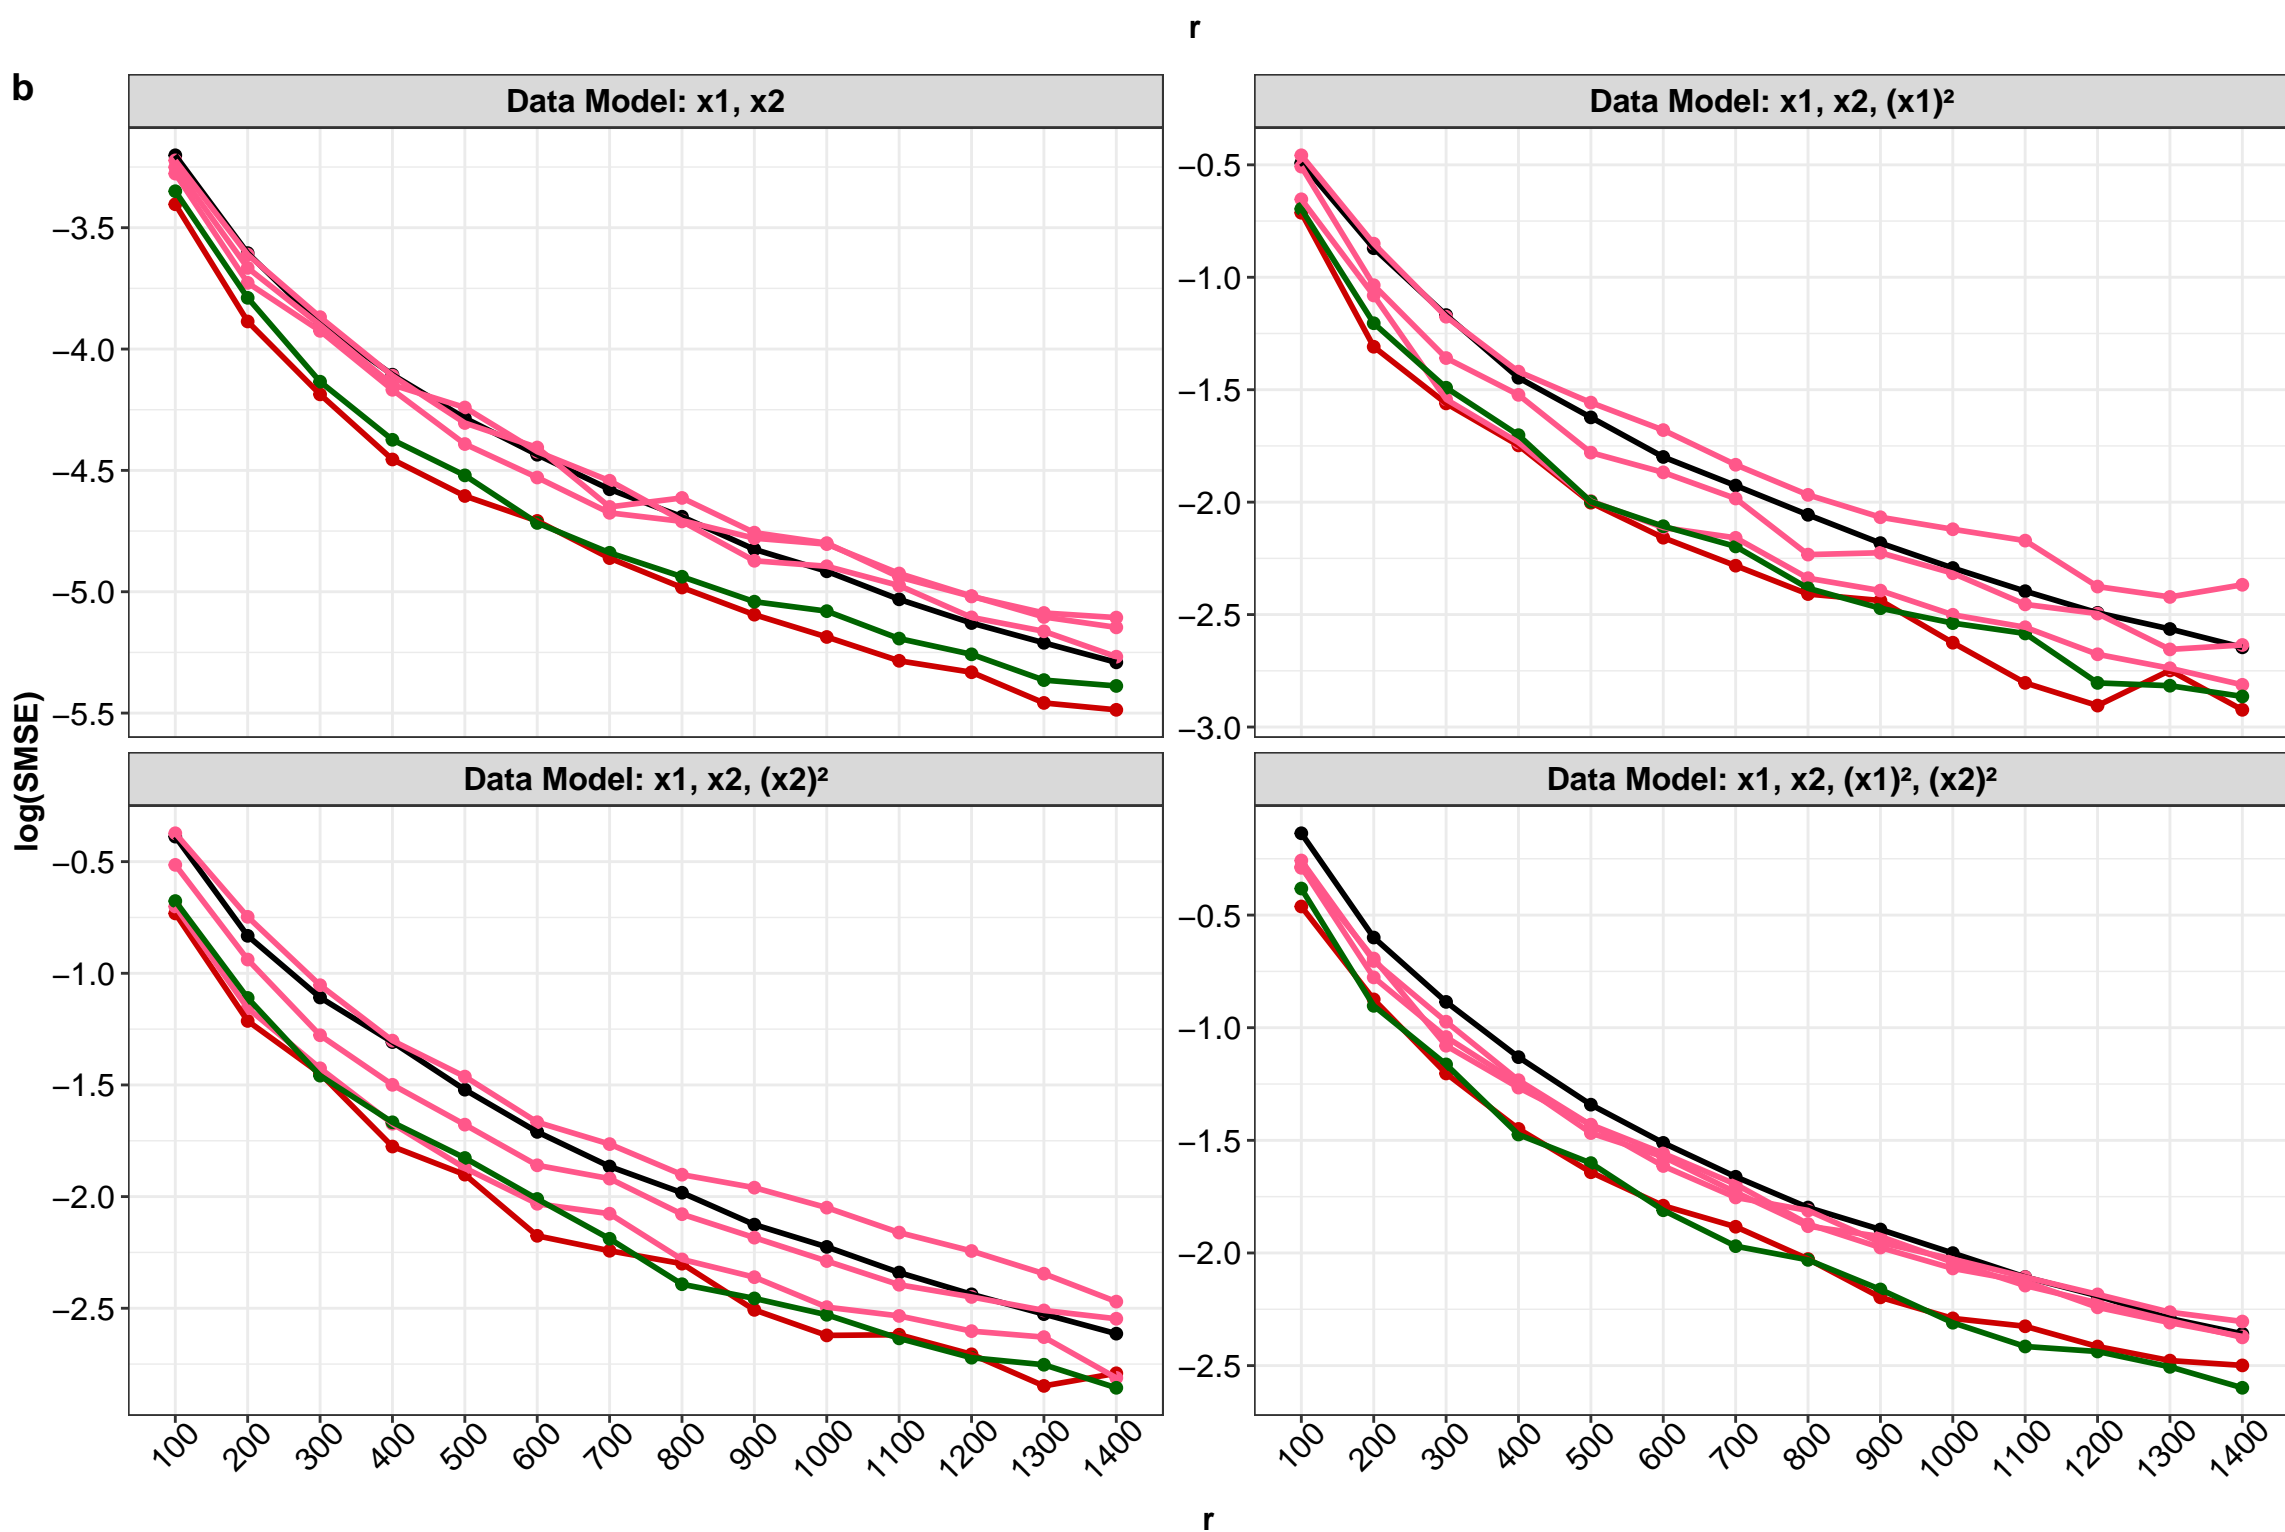 r
b
Data Model: x1, x2
Data Model: x1, x2, (x1)²
−3.5
−4.0
−4.5
−5.0
−5.5
−0.5
−1.0
−1.5
−2.0
−2.5
−3.0
log(SMSE)
Data Model: x1, x2, (x2)²
Data Model: x1, x2, (x1)², (x2)²
−0.5
−1.0
−1.5
−2.0
−2.5
−0.5
−1.0
−1.5
−2.0
−2.5
100 200 300 400 500 600 700 800 900 1000 1100 1200 1300 1400
100 200 300 400 500 600 700 800 900 1000 1100 1200 1300 1400
r